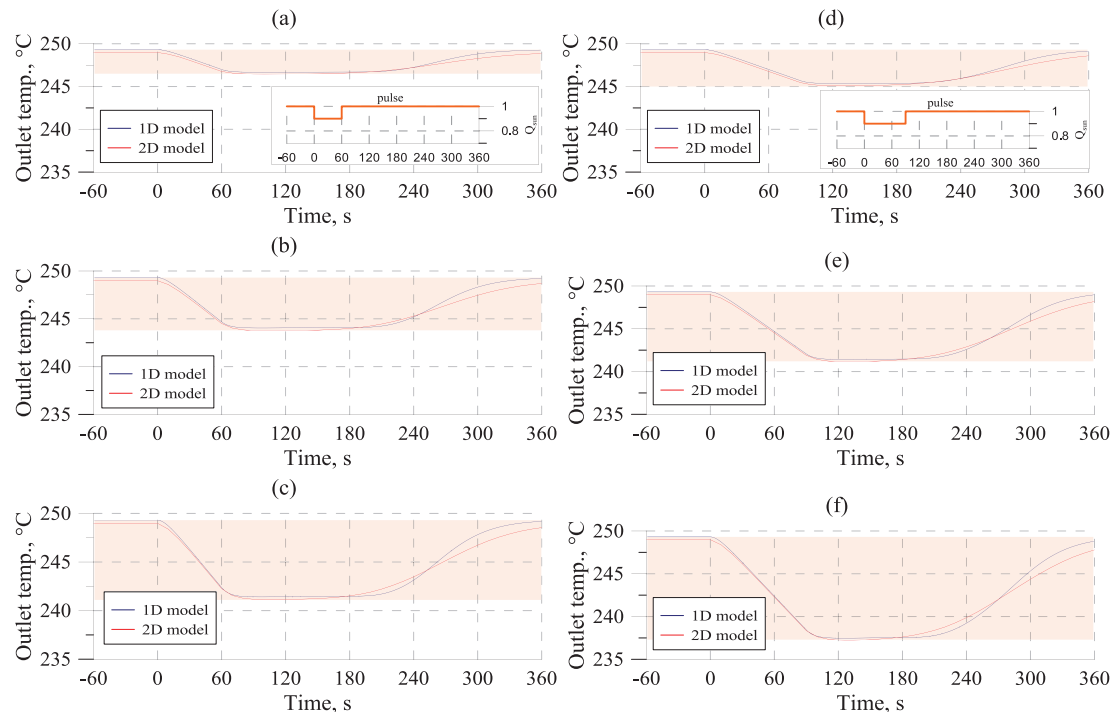 (a)
Outlet temp., °C
250
245
240
235
1D model
2D model
pulse
1
0.8
Q_sun
-60 0 60 120 180 240 300 360
-60 0 60 120 180 240 300 360
Time, s
(d)
Outlet temp., °C
250
245
240
235
1D model
2D model
pulse
1
0.8
Q_sun
-60 0 60 120 180 240 300 360
-60 0 60 120 180 240 300 360
Time, s
(b)
Outlet temp., °C
250
245
240
235
1D model
2D model
-60 0 60 120 180 240 300 360
Time, s
(e)
Outlet temp., °C
250
245
240
235
1D model
2D model
-60 0 60 120 180 240 300 360
Time, s
(c)
Outlet temp., °C
250
245
240
235
1D model
2D model
-60 0 60 120 180 240 300 360
Time, s
(f)
Outlet temp., °C
250
245
240
235
1D model
2D model
-60 0 60 120 180 240 300 360
Time, s